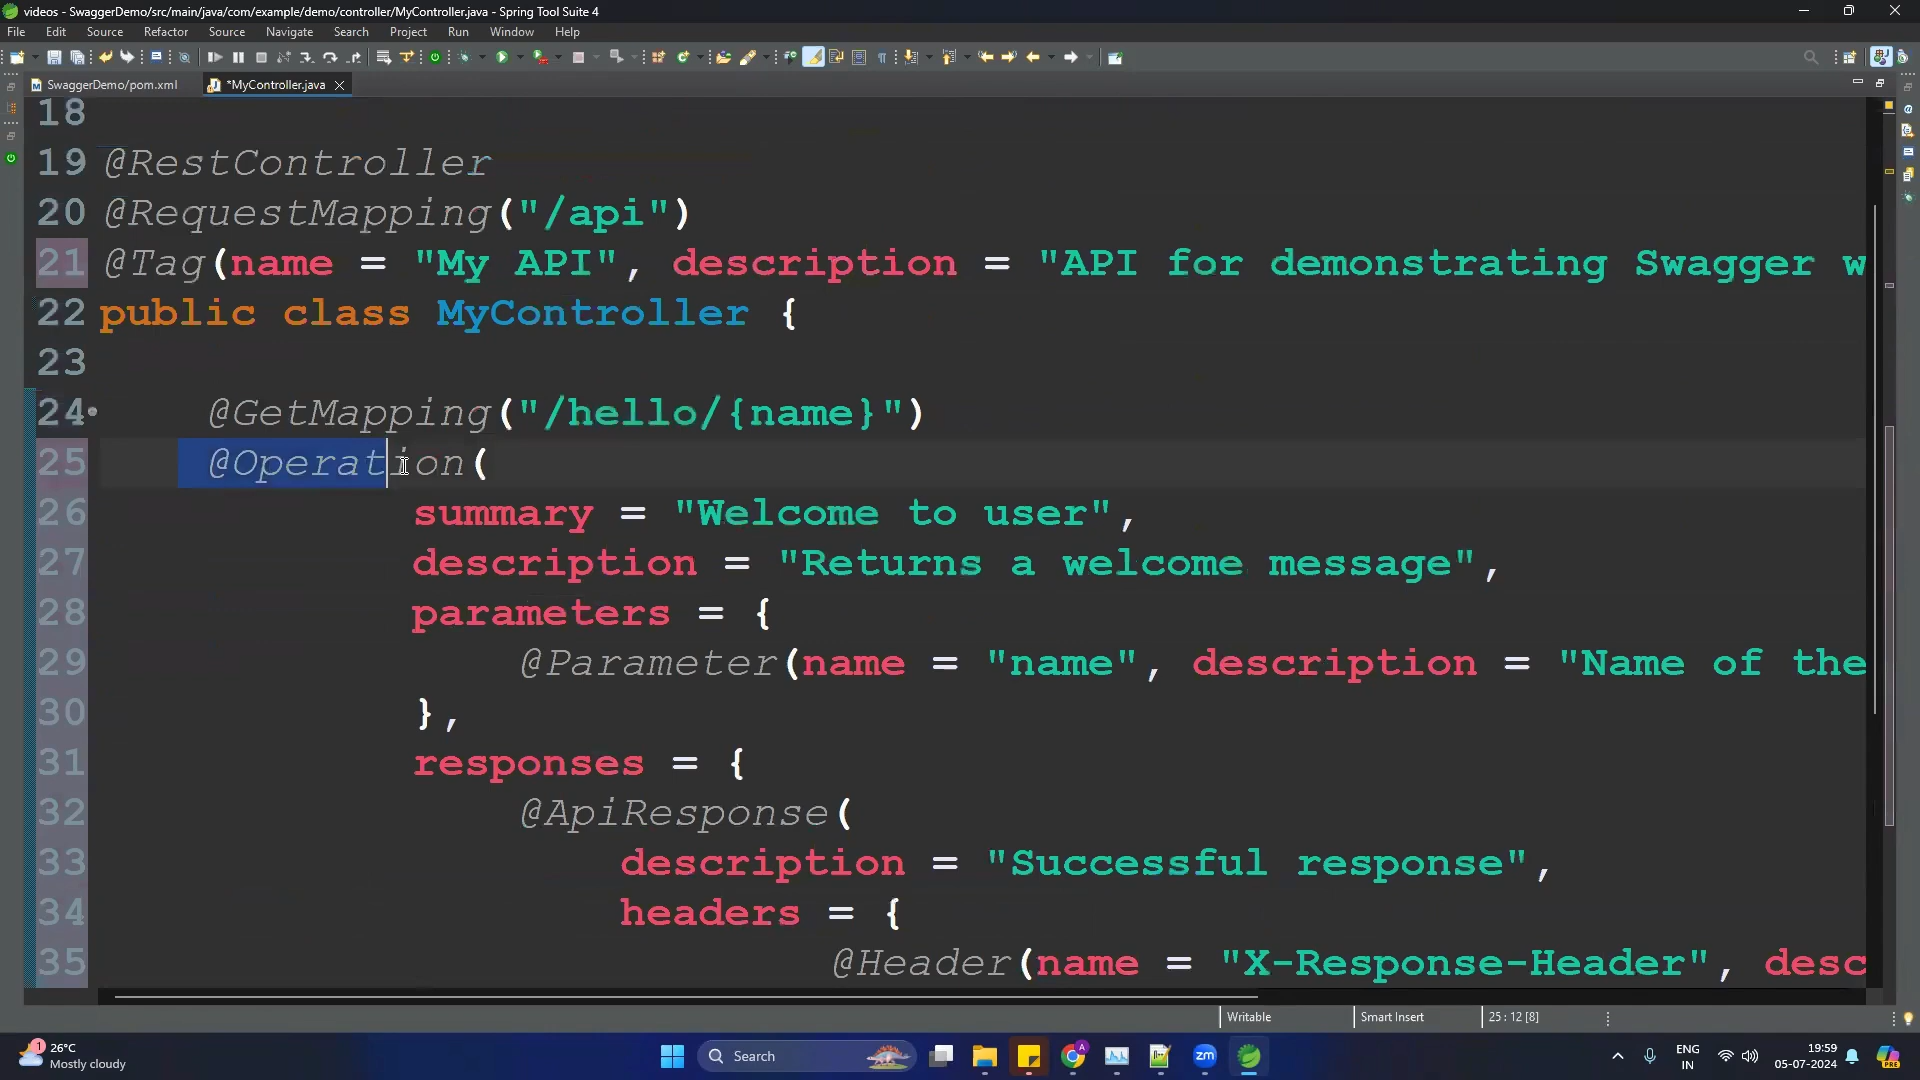 videos - SwaggerDemo/src/main/java/com/example/demo/controller/MyController.java - Spring Tool Suite 4
File Edit Source Refactor Source Navigate Search Project Run Window Help
SwaggerDemo/pom.xml *MyController.java
18
19 @RestController
20 @RequestMapping("/api")
21 @Tag(name = "My API", description = "API for demonstrating Swagger w
22 public class MyController {
23
24 @GetMapping("/hello/{name}")
25 @Operation(
26 summary = "Welcome to user",
27 description = "Returns a welcome message",
28 parameters = {
29 @Parameter(name = "name", description = "Name of the
30 },
31 responses = {
32 @ApiResponse(
33 description = "Successful response",
34 headers = {
35 @Header(name = "X-Response-Header", desc
Writable Smart Insert 25 : 12 [8]
1 26°C
Mostly cloudy
Search
zm
ENG
IN
19:59
05-07-2024
PRE